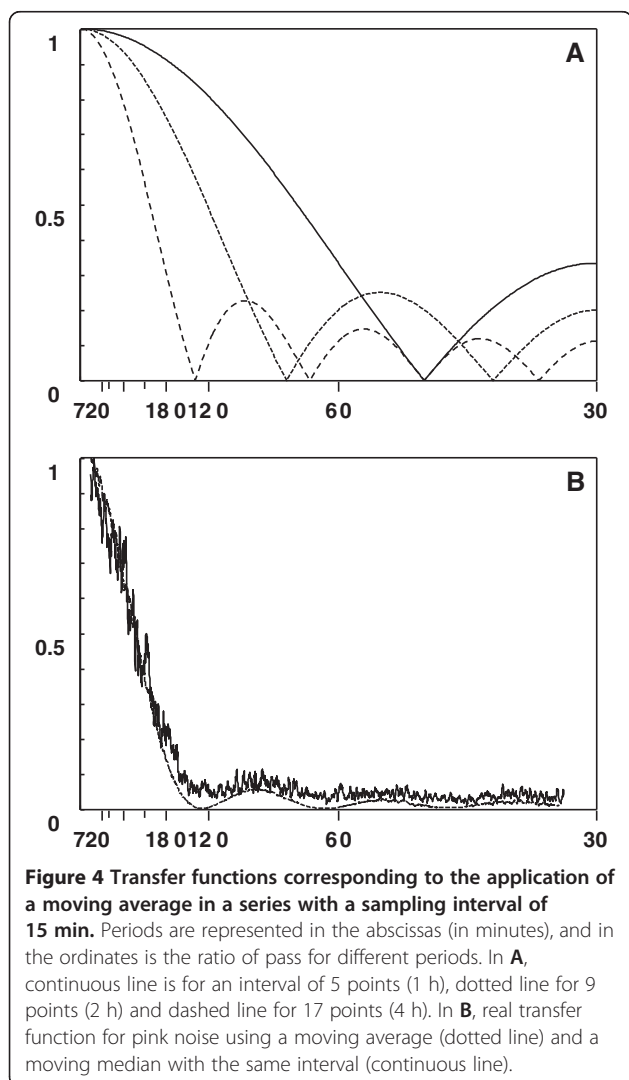 1
A
0.5
0
720 18 0 12 0 60 30
1
B
0.5
0
720 18 0 12 0 60 30
Figure 4 Transfer functions corresponding to the application of
a moving average in a series with a sampling interval of
15 min. Periods are represented in the abscissas (in minutes), and in
the ordinates is the ratio of pass for different periods. In A,
continuous line is for an interval of 5 points (1 h), dotted line for 9
points (2 h) and dashed line for 17 points (4 h). In B, real transfer
function for pink noise using a moving average (dotted line) and a
moving median with the same interval (continuous line).